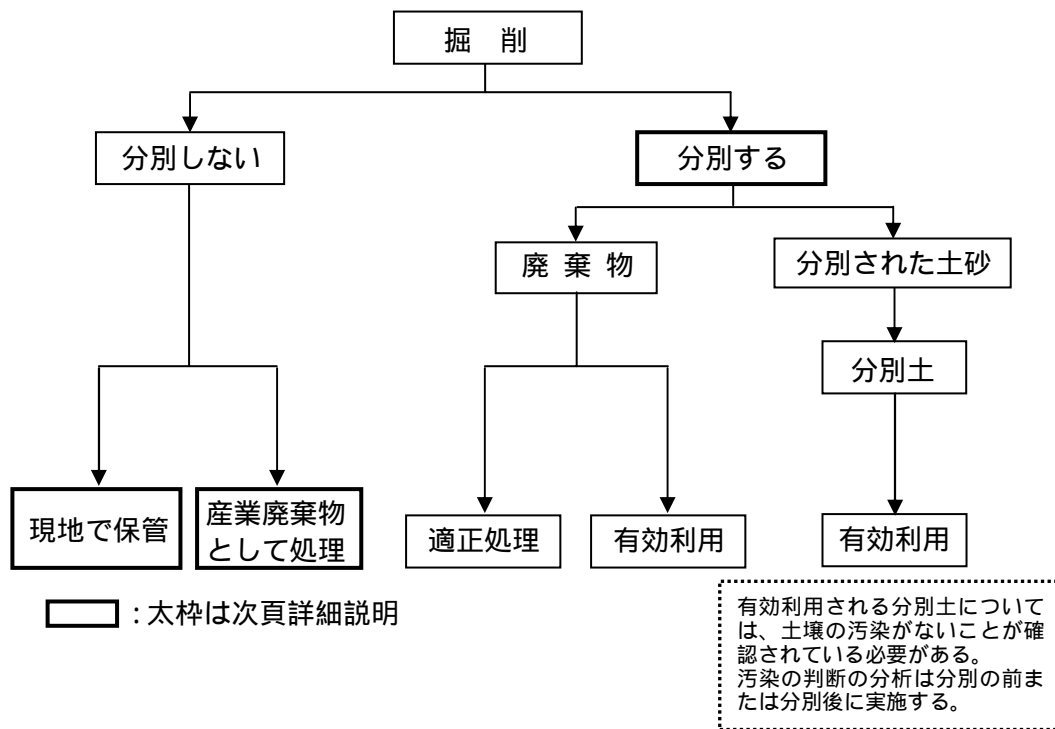 掘　削
分別しない
分別する
廃 棄 物
分別された土砂
分別土
現地で保管
産業廃棄物
として処理
適正処理
有効利用
有効利用
：太枠は次頁詳細説明
有効利用される分別土について
は、土壌の汚染がないことが確
認されている必要がある。
汚染の判断の分析は分別の前ま
たは分別後に実施する。